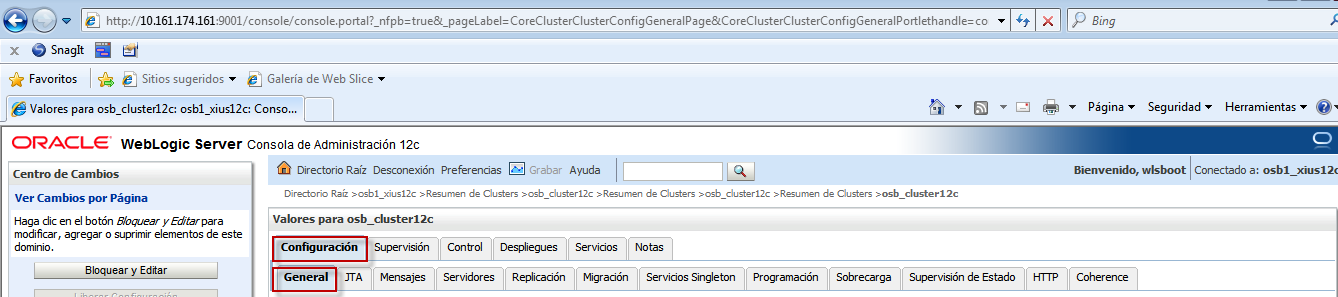 http://10.161.174.161:9001/console/console.portal?_nfpb=true&_pageLabel=CoreClusterClusterConfigGeneralPage&CoreClusterClusterConfigGeneralPortlethandle=co
Bing
x SnagIt
Favoritos Sitios sugeridos Galería de Web Slice
Valores para osb_cluster12c: osb1_xius12c: Conso...
Página Seguridad Herramientas
ORACLE WebLogic Server Consola de Administración 12c
Centro de Cambios
Ver Cambios por Página
Haga clic en el botón Bloquear y Editar para
modificar, agregar o suprimir elementos de este
dominio.
Bloquear y Editar
Liberar Configuración
Directorio Raíz Desconexión Preferencias Grabar Ayuda
Bienvenido, wlsboot Conectado a: osb1_xius12c
Directorio Raíz >osb1_xius12c >Resumen de Clusters >osb_cluster12c >Resumen de Clusters >osb_cluster12c >Resumen de Clusters >osb_cluster12c
Valores para osb_cluster12c
Configuración Supervisión Control Despliegues Servicios Notas
General JTA Mensajes Servidores Replicación Migración Servicios Singleton Programación Sobrecarga Supervisión de Estado HTTP Coherence